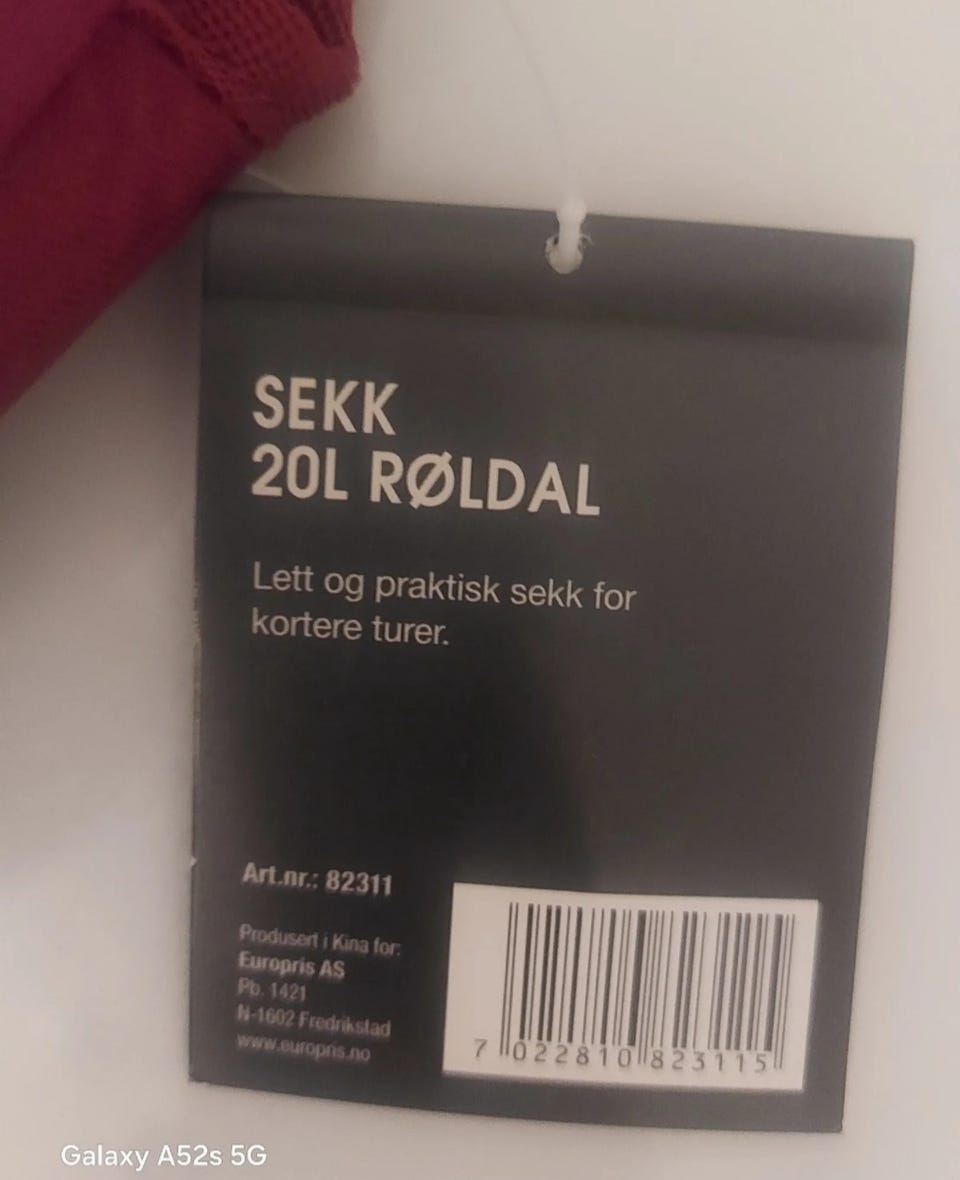 SEKK
20L RØLDAL
Lett og praktisk sekk for
kortere turer.
Art.nr.: 82311
Produsert i Kina for:
Europris AS
Pb. 1421
N-1602 Fredrikstad
www.europris.no
7 022810 823115
Galaxy A52s 5G